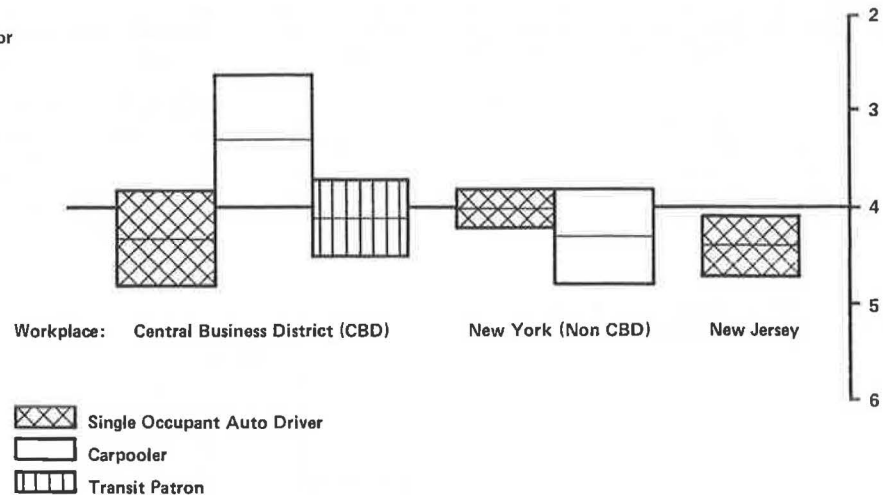 or
2
3
4
5
6
Workplace: Central Business District (CBD) New York (Non CBD) New Jersey
Single Occupant Auto Driver
Carpooler
Transit Patron